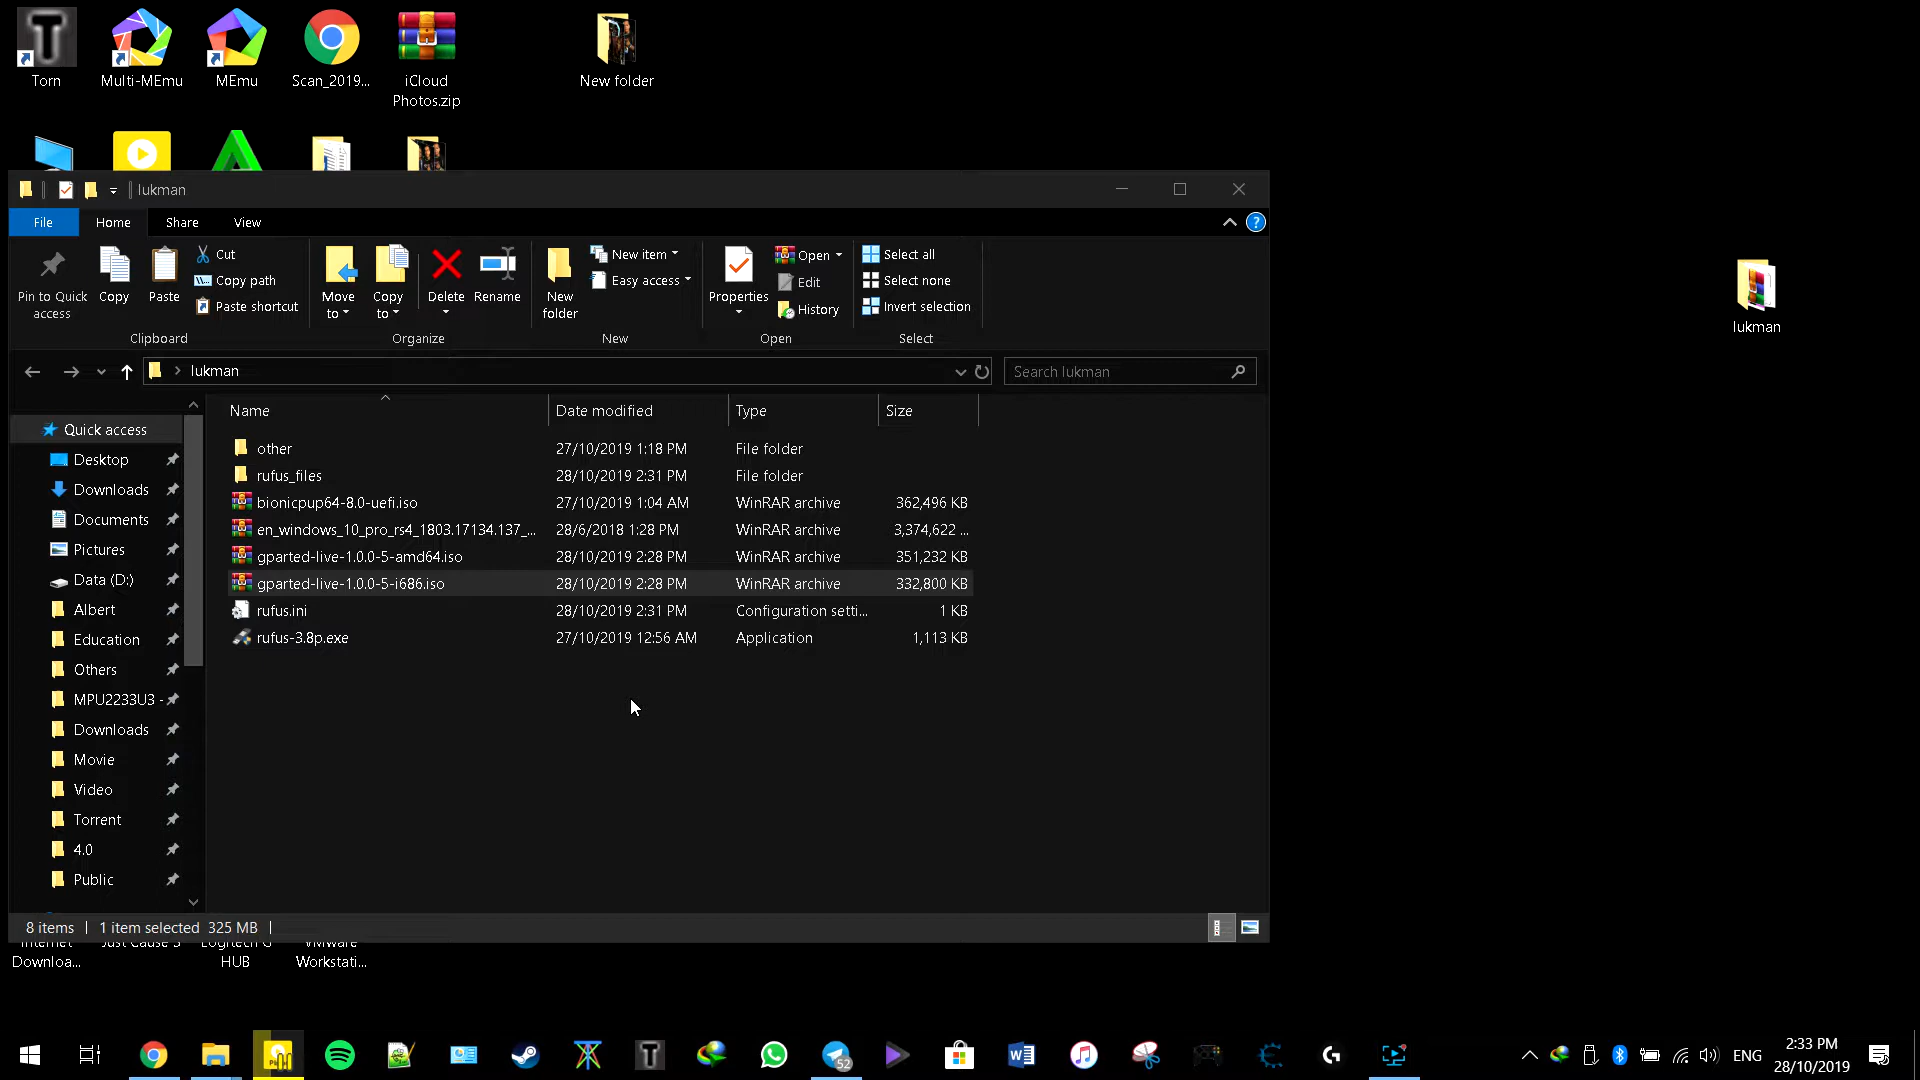 Torn
Multi-MEmu
MEmu
Scan_2019...
iCloud
Photos.zip
New folder
lukman
File
Home
Share
View
Pin to Quick
access
Copy
Paste
Cut
Copy path
Paste shortcut
Clipboard
Move
to
Copy
to
Delete
Rename
Organize
New
folder
New item
Easy access
New
Properties
Open
Edit
History
Open
Select all
Select none
Invert selection
Select
lukman
lukman
Search lukman
Name Date modified Type Size
Quick access
Desktop
Downloads
Documents
Pictures
Data (D:)
Albert
Education
Others
MPU2233U3 -
Downloads
Movie
Video
Torrent
4.0
Public
other 27/10/2019 1:18 PM File folder
rufus_files 28/10/2019 2:31 PM File folder
bionicpup64-8.0-uefi.iso 27/10/2019 1:04 AM WinRAR archive 362,496 KB
en_windows_10_pro_rs4_1803.17134.137_... 28/6/2018 1:28 PM WinRAR archive 3,374,622 ...
gparted-live-1.0.0-5-amd64.iso 28/10/2019 2:28 PM WinRAR archive 351,232 KB
gparted-live-1.0.0-5-i686.iso 28/10/2019 2:28 PM WinRAR archive 332,800 KB
rufus.ini 28/10/2019 2:31 PM Configuration setti... 1 KB
rufus-3.8p.exe 27/10/2019 12:56 AM Application 1,113 KB
8 items 1 item selected 325 MB
Internet
Downloa...
Just Cause 3
Logitech G
HUB
VMware
Workstati...
52
ENG
2:33 PM
28/10/2019